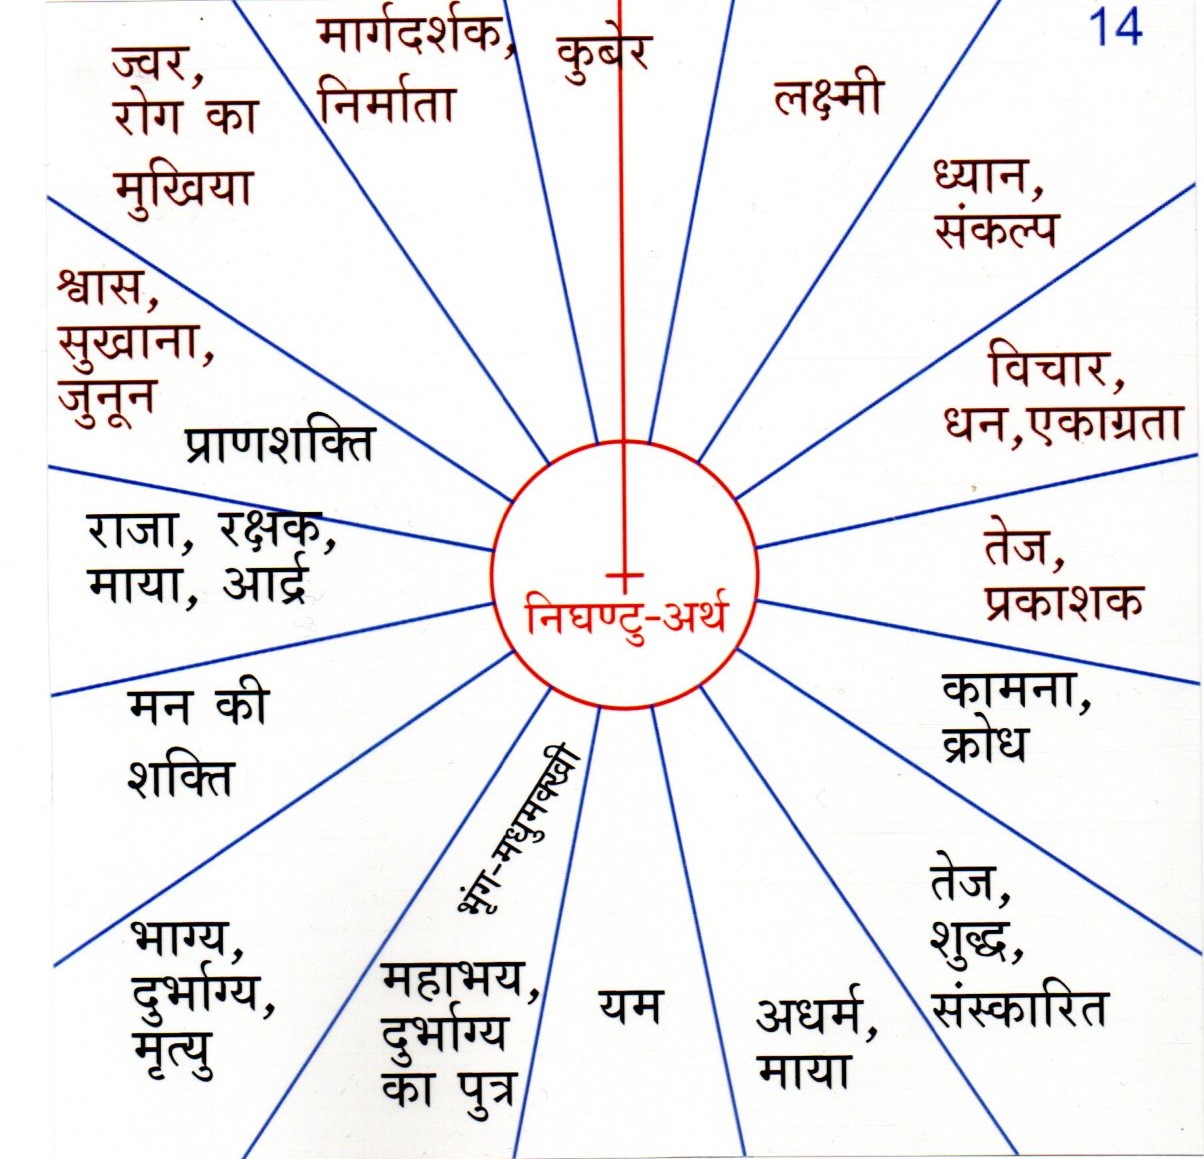 14
कुबेर
लक्ष्मी
ध्यान,
संकल्प
विचार,
धन,एकाग्रता
तेज,
प्रकाशक
कामना,
क्रोध
तेज,
शुद्ध,
संस्कारित
अधर्म,
माया
यम
भृंग-मधुमक्खी
महाभय,
दुर्भाग्य
का पुत्र
भाग्य,
दुर्भाग्य,
मृत्यु
मन की
शक्ति
राजा, रक्षक,
माया, आर्द्र
श्वास,
सुखाना,
जुनून
प्राणशक्ति
ज्वर,
रोग का
मुखिया
मार्गदर्शक,
निर्माता
निघण्टु-अर्थ